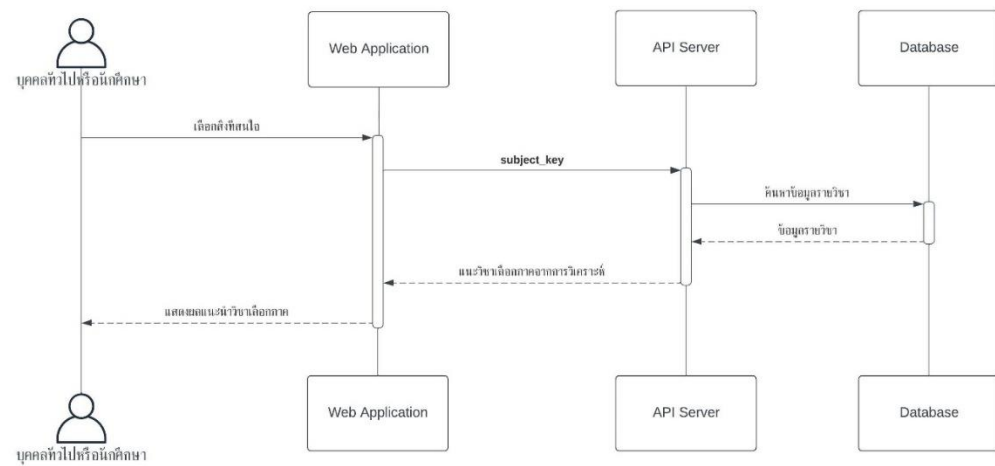 Web Application
API Server
Database
บุคคลทั่วไปหรือนักศึกษา
เลือกสิ่งที่สนใจ
subject_key
ค้นหาข้อมูลรายวิชา
ข้อมูลรายวิชา
แนะวิชาเลือกภาคจากการวิเคราะห์
แสดงผลแนะนำวิชาเลือกภาค
Web Application
API Server
Database
บุคคลทั่วไปหรือนักศึกษา